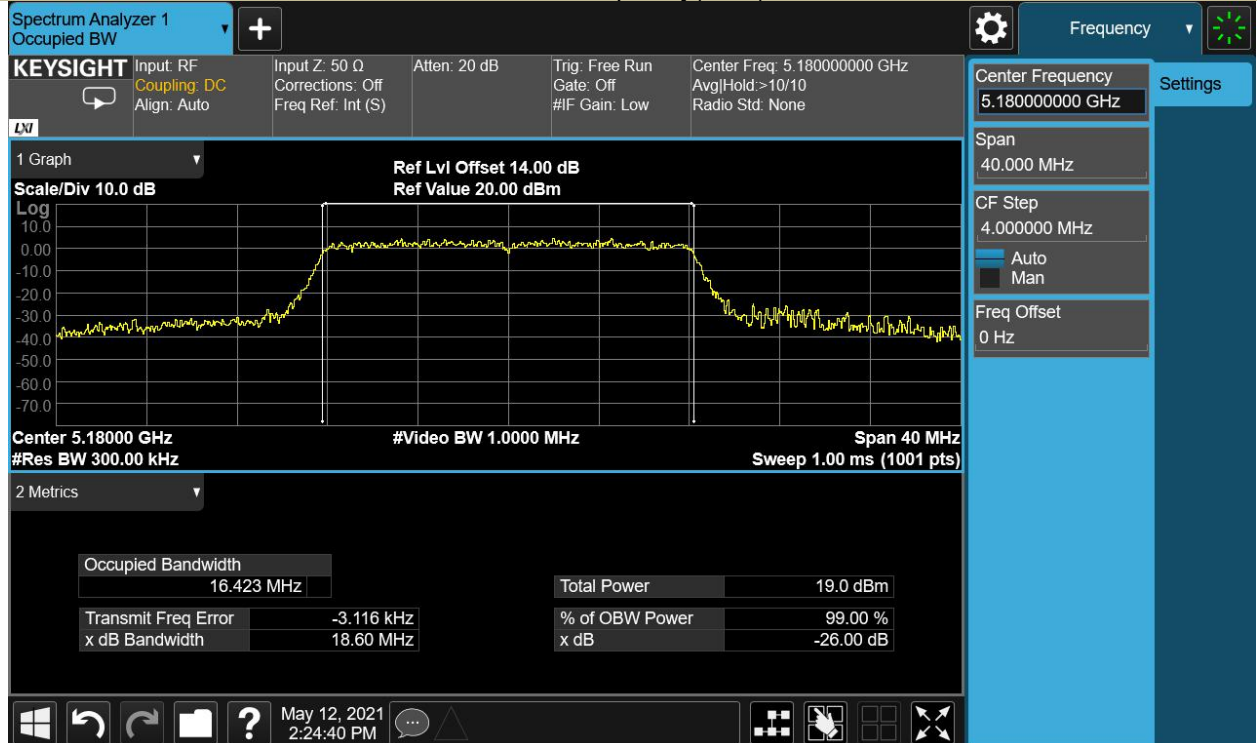 Spectrum Analyzer 1
Occupied BW
+
Frequency
KEYSIGHT
LXI
Input: RF
Coupling: DC
Align: Auto
Input Z: 50 Ω
Corrections: Off
Freq Ref: Int (S)
Atten: 20 dB
Trig: Free Run
Gate: Off
#IF Gain: Low
Center Freq: 5.180000000 GHz
Avg|Hold:>10/10
Radio Std: None
Center Frequency
5.180000000 GHz
Settings
Span
40.000 MHz
CF Step
4.000000 MHz
Auto
Man
Freq Offset
0 Hz
1 Graph
Scale/Div 10.0 dB
Ref Lvl Offset 14.00 dB
Ref Value 20.00 dBm
Log
10.0
0.00
-10.0
-20.0
-30.0
-40.0
-50.0
-60.0
-70.0
Center 5.18000 GHz
#Video BW 1.0000 MHz
Span 40 MHz
#Res BW 300.00 kHz
Sweep 1.00 ms (1001 pts)
2 Metrics
Occupied Bandwidth
16.423 MHz
Total Power 19.0 dBm
Transmit Freq Error -3.116 kHz
% of OBW Power 99.00 %
x dB Bandwidth 18.60 MHz
x dB -26.00 dB
?
May 12, 2021
2:24:40 PM